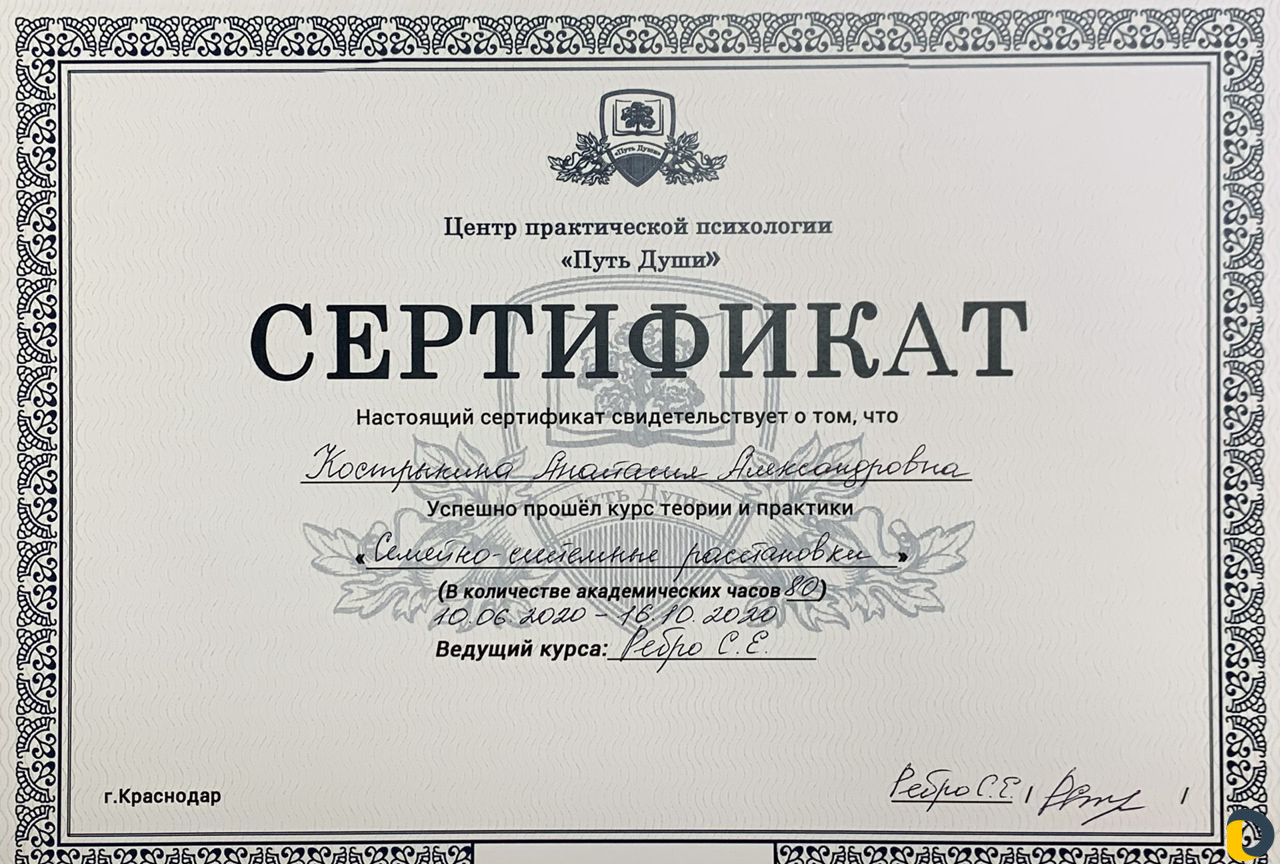 «Путь Души»
Центр практической психологии
«Путь Души»
СЕРТИФИКАТ
Настоящий сертификат свидетельствует о том, что
Кострыкина Анастасия Александровна
Путь Души
Успешно прошёл курс теории и практики
«Семейно-системные расстановки»
(В количестве академических часов 80)
10.06.2020 – 16.10.2020
Ведущий курса: Ребро С.Е.
г.Краснодар
Ребро С.Е. / /